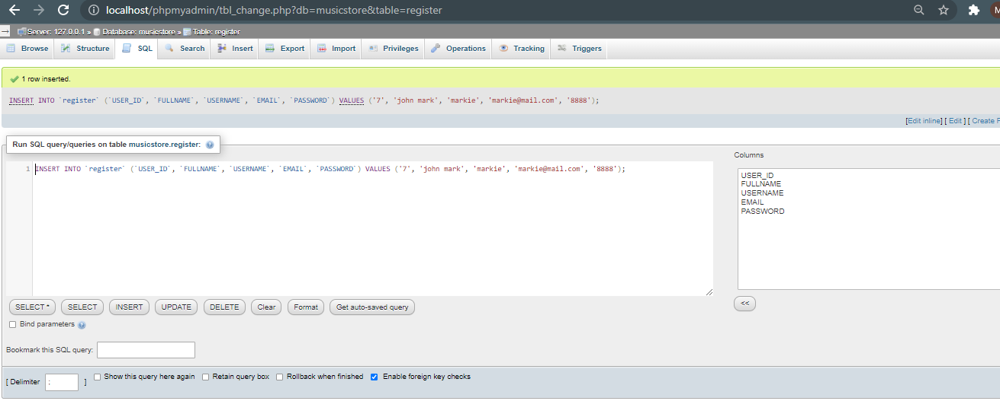 localhost/phpmyadmin/tbl_change.php?db=musicstore&table=register
M
Server: 127.0.0.1 » Database: musicstore » Table: register
Browse Structure SQL Search Insert Export Import Privileges Operations Tracking Triggers
1 row inserted.
INSERT INTO `register` (`USER_ID`, `FULLNAME`, `USERNAME`, `EMAIL`, `PASSWORD`) VALUES ('7', 'john mark', 'markie', 'markie@mail.com', '8888');
[Edit inline] [ Edit ] [ Create P
Run SQL query/queries on table musicstore.register:
Columns
1 INSERT INTO `register` (`USER_ID`, `FULLNAME`, `USERNAME`, `EMAIL`, `PASSWORD`) VALUES ('7', 'john mark', 'markie', 'markie@mail.com', '8888');
USER_ID
FULLNAME
USERNAME
EMAIL
PASSWORD
SELECT * SELECT INSERT UPDATE DELETE Clear Format Get auto-saved query
<<
Bind parameters
Bookmark this SQL query:
[ Delimiter ; ] Show this query here again Retain query box Rollback when finished Enable foreign key checks